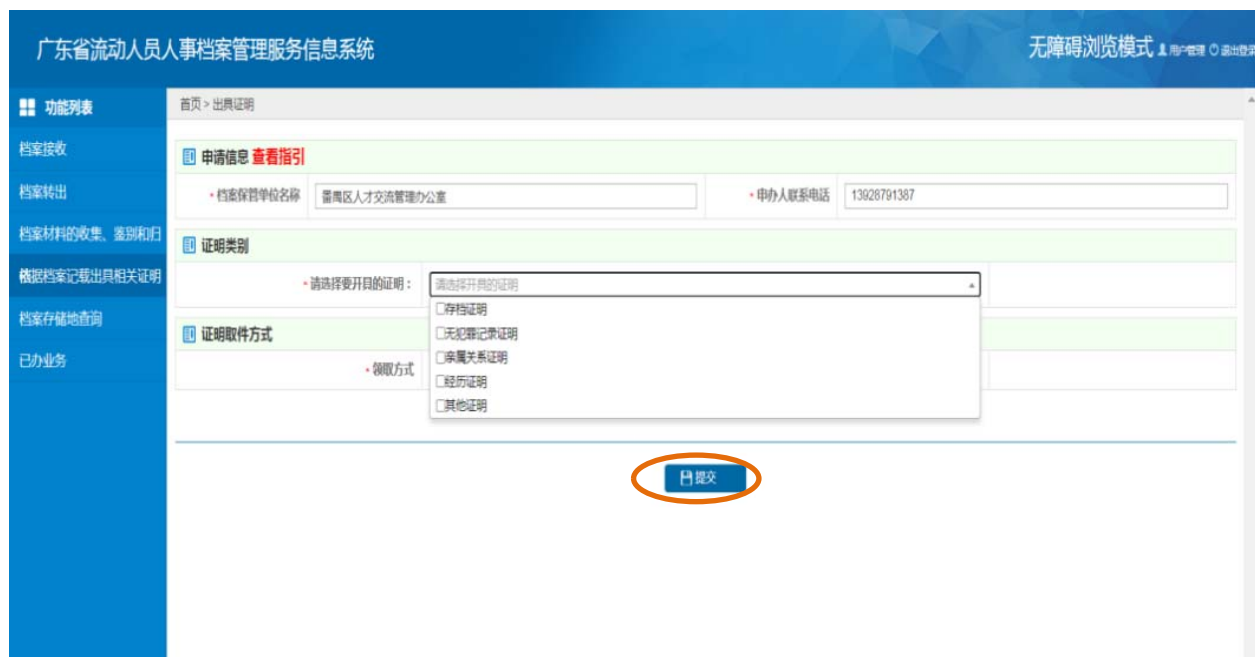 广东省流动人员人事档案管理服务信息系统
无障碍浏览模式 用户管理 退出登录
功能列表
首页 > 出具证明
档案接收
申请信息 查看指引
档案转出
*档案保管单位名称 番禺区人才交流管理办公室 *申办人联系电话 13928791387
档案材料的收集、鉴别和归
证明类别
依据档案记载出具相关证明
*请选择要开具的证明： 请选择开具的证明
存档证明
档案存储地查询
无犯罪记录证明
证明取件方式
亲属关系证明
已办业务
*领取方式
经历证明
其他证明
提交